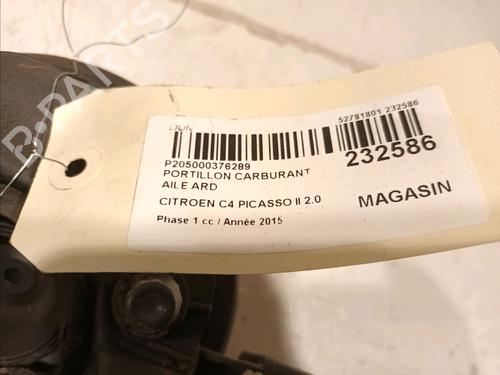 52781801 232586
232586
P205000376289
PORTILLON CARBURANT
AILE ARD
CITROEN C4 PICASSO II 2.0
MAGASIN
Phase 1 cc / Année 2015